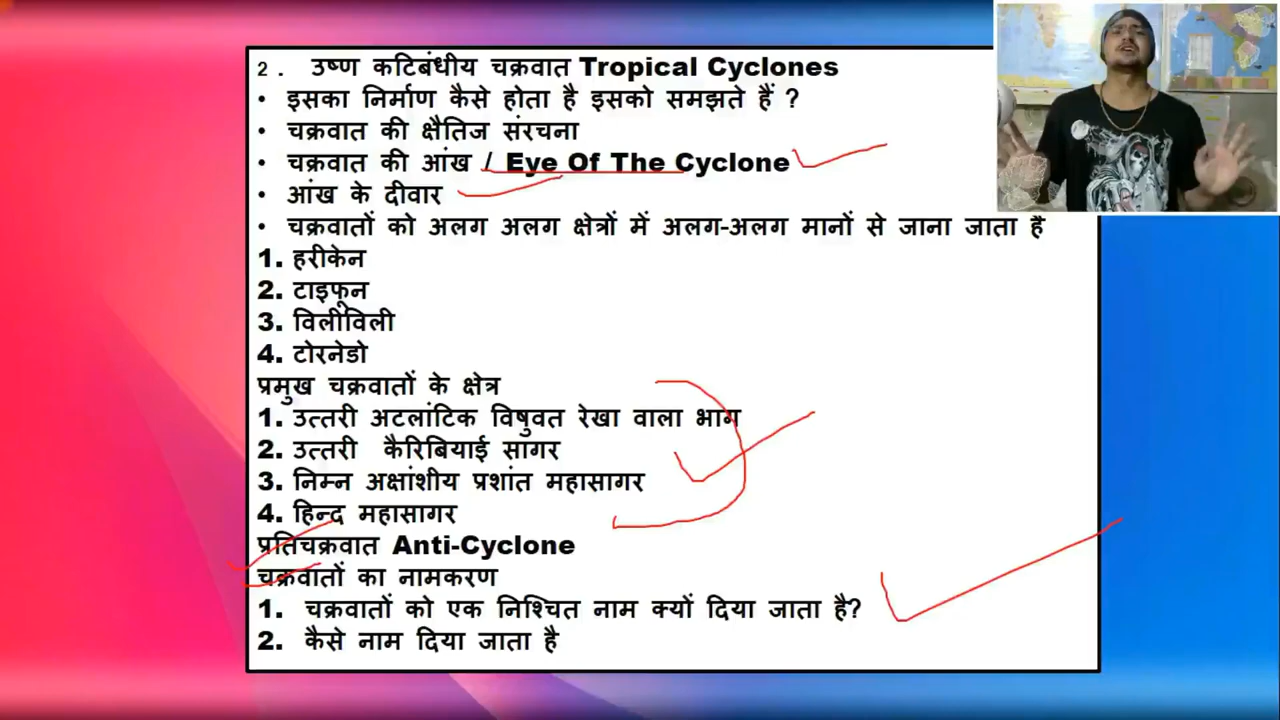 2 . उष्ण कटिबंधीय चक्रवात Tropical Cyclones
• इसका निर्माण कैसे होता है इसको समझते हैं ?
• चक्रवात की क्षैतिज संरचना
• चक्रवात की आंख / Eye Of The Cyclone
• आंख के दीवार
• चक्रवातों को अलग अलग क्षेत्रों में अलग-अलग मानों से जाना जाता है
1. हरीकेन
2. टाइफून
3. विलीविली
4. टोरनेडो
प्रमुख चक्रवातों के क्षेत्र
1. उत्तरी अटलांटिक विषुवत रेखा वाला भाग
2. उत्तरी कैरिबियाई सागर
3. निम्न अक्षांशीय प्रशांत महासागर
4. हिन्द महासागर
प्रतिचक्रवात Anti-Cyclone
चक्रवातों का नामकरण
1. चक्रवातों को एक निश्चित नाम क्यों दिया जाता है?
2. कैसे नाम दिया जाता है